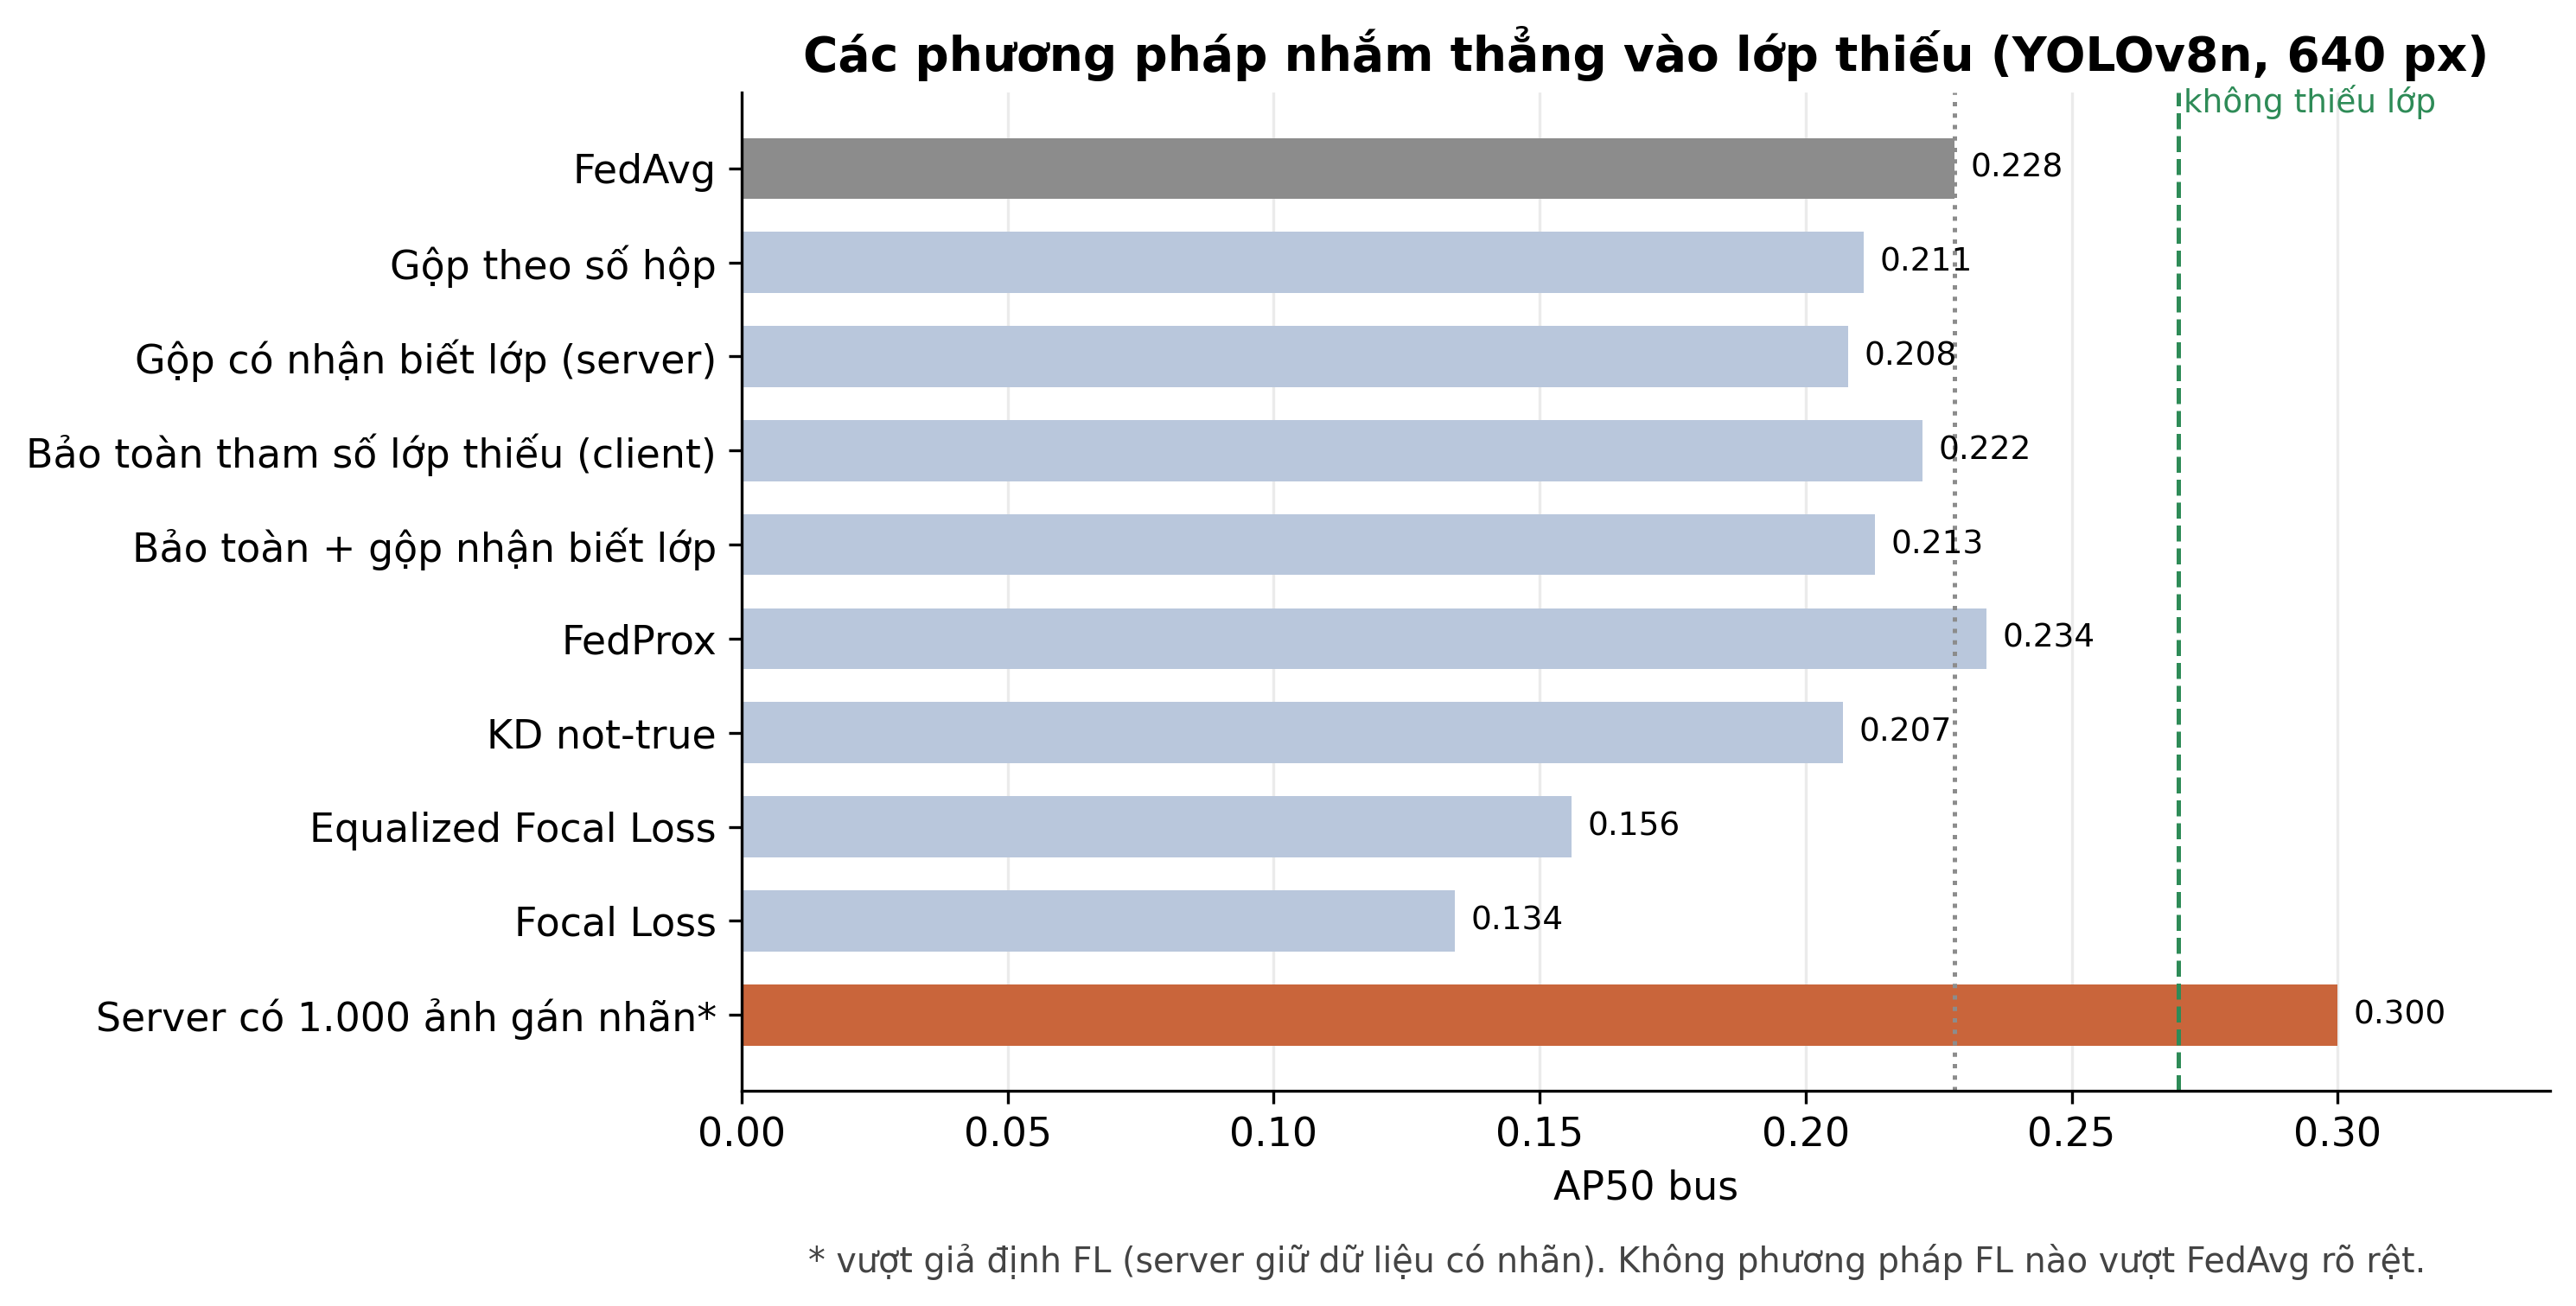 Các phương pháp nhắm thẳng vào lớp thiếu (YOLOv8n, 640 px)
không thiếu lớp
FedAvg 0.228
Gộp theo số hộp 0.211
Gộp có nhận biết lớp (server) 0.208
Bảo toàn tham số lớp thiếu (client) 0.222
Bảo toàn + gộp nhận biết lớp 0.213
FedProx 0.234
KD not-true 0.207
Equalized Focal Loss 0.156
Focal Loss 0.134
Server có 1.000 ảnh gán nhãn* 0.300
0.00 0.05 0.10 0.15 0.20 0.25 0.30
AP50 bus
* vượt giả định FL (server giữ dữ liệu có nhãn). Không phương pháp FL nào vượt FedAvg rõ rệt.